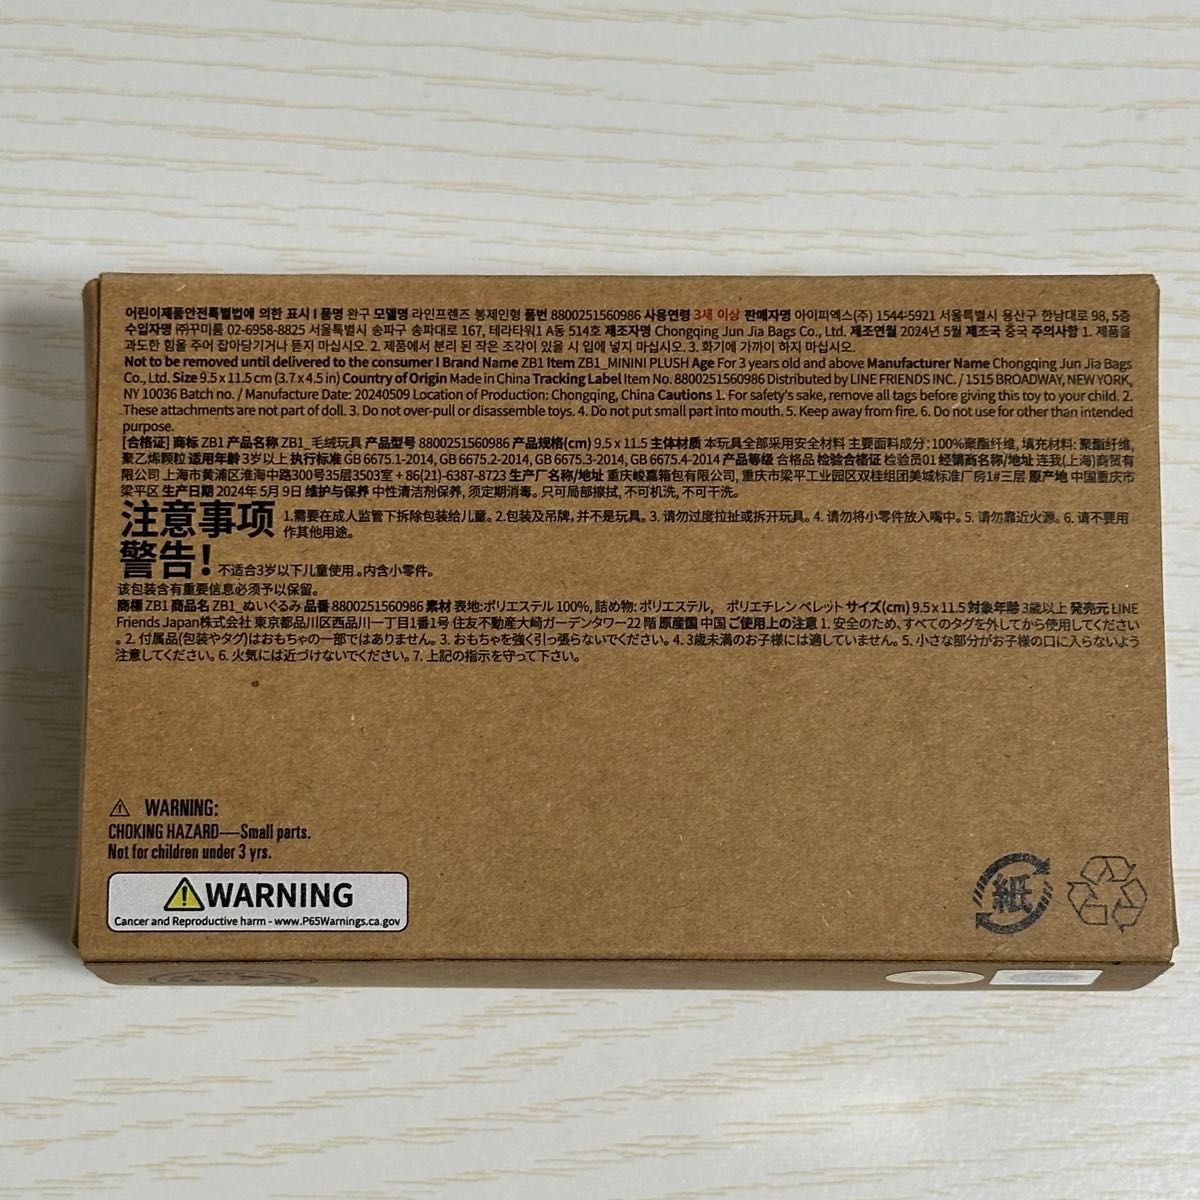 어린이제품안전특별법에 의한 표시 I 품명 완구 모델명 라인프렌즈 봉제인형 품번 8800251560986 사용연령 3세 이상 판매자명 아이피엑스(주) 1544-5921 서울특별시 용산구 한남대로 98, 5층
수입자명 ㈜꾸미룸 02-6958-8825 서울특별시 송파구 송파대로 167, 테라타워1 A동 514호 제조자명 Chongqing Jun Jia Bags Co., Ltd. 제조연월 2024년 5월 제조국 중국 주의사항 1. 제품을
과도한 힘을 주어 잡아당기거나 뜯지 마십시오. 2. 제품에서 분리 된 작은 조각이 있을 시 입에 넣지 마십시오. 3. 화기에 가까이 하지 마십시오.
Not to be removed until delivered to the consumer I Brand Name ZB1 Item ZB1_MININI PLUSH Age For 3 years old and above Manufacturer Name Chongqing Jun Jia Bags
Co., Ltd. Size 9.5 x 11.5 cm (3.7 x 4.5 in) Country of Origin Made in China Tracking Label Item No. 8800251560986 Distributed by LINE FRIENDS INC. / 1515 BROADWAY, NEW YORK,
NY 10036 Batch no. / Manufacture Date: 20240509 Location of Production: Chongqing, China Cautions 1. For safety's sake, remove all tags before giving this toy to your child. 2.
These attachments are not part of doll. 3. Do not over-pull or disassemble toys. 4. Do not put small part into mouth. 5. Keep away from fire. 6. Do not use for other than intended
purpose.
[合格证] 商标 ZB1 产品名称 ZB1_毛绒玩具 产品型号 8800251560986 产品规格(cm) 9.5 x 11.5 主体材质 本玩具全部采用安全材料 主要面料成分: 100%聚酯纤维, 填充材料: 聚酯纤维,
聚乙烯颗粒 适用年龄 3岁以上 执行标准 GB 6675.1-2014, GB 6675.2-2014, GB 6675.3-2014, GB 6675.4-2014 产品等级 合格品 检验合格证 检验员01 经销商名称/地址 连我(上海)商贸有
限公司 上海市黄浦区淮海中路300号35层3503室 + 86(21)-6387-8723 生产厂名称/地址 重庆峻嘉箱包有限公司, 重庆市梁平工业园区双桂组团美城标准厂房1#三层 原产地 中国重庆市
梁平区 生产日期 2024年 5月 9日 维护与保养 中性清洁剂保养, 须定期消毒。只可局部擦拭, 不可机洗, 不可干洗。
注意事项 1.需要在成人监管下拆除包装给儿童。2.包装及吊牌, 并不是玩具。3. 请勿过度拉扯或拆开玩具。4. 请勿将小零件放入嘴中。5. 请勿靠近火源。6. 请不要用
作其他用途。
警告! 不适合3岁以下儿童使用。内含小零件。
该包装含有重要信息必须予以保留。
商標 ZB1 商品名 ZB1_ぬいぐるみ 品番 8800251560986 素材 表地:ポリエステル 100%, 詰め物: ポリエステル, ポリエチレン ペレット サイズ(cm) 9.5 x 11.5 対象年齢 3歳以上 発売元 LINE
Friends Japan株式会社 東京都品川区西品川一丁目1番1号 住友不動産大崎ガーデンタワー22 階 原産国 中国 ご使用上の注意 1. 安全のため、すべてのタグを外してから使用してください
。2. 付属品(包装やタグ)はおもちゃの一部ではありません。3. おもちゃを強く引っ張らないでください。4. 3歳未満のお子様には適していません。5. 小さな部分がお子様の口に入らないよう
注意してください。6. 火気には近づけないでください。7. 上記の指示を守って下さい。
WARNING:
CHOKING HAZARD—Small parts.
Not for children under 3 yrs.
WARNING
Cancer and Reproductive harm - www.P65Warnings.ca.gov
紙